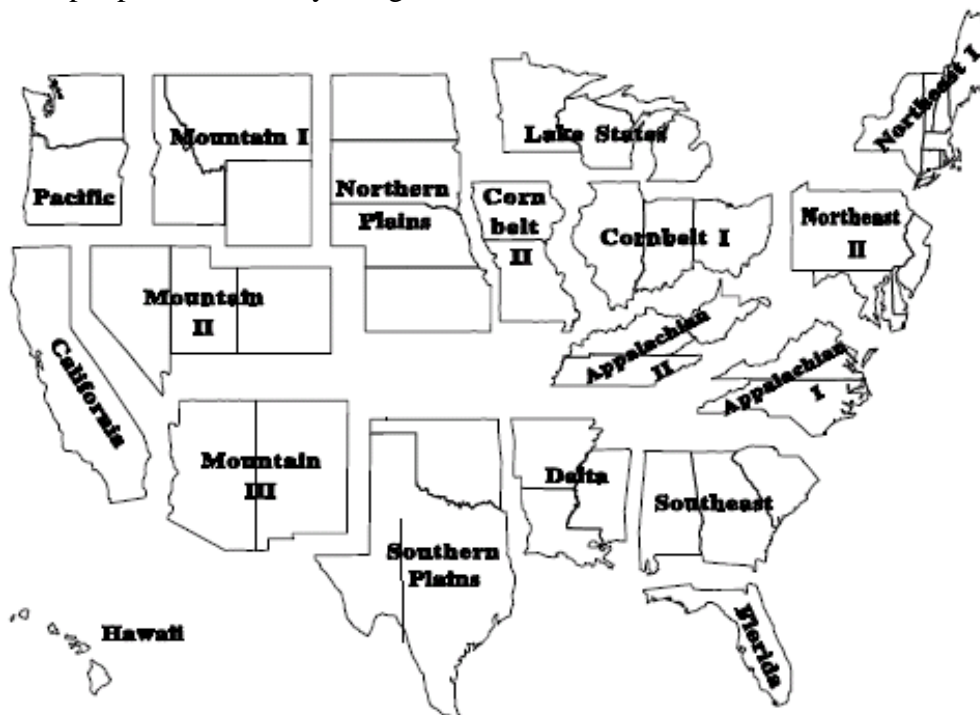 Northeast I
Mountain I
Lake States
Pacific
Northern
Plains
Corn
belt
II
Cornbelt I
Northeast
II
Mountain
II
California
Appalachian
II
Appalachian
I
Mountain
III
Delta
Southeast
Southern
Plains
Hawaii
Florida